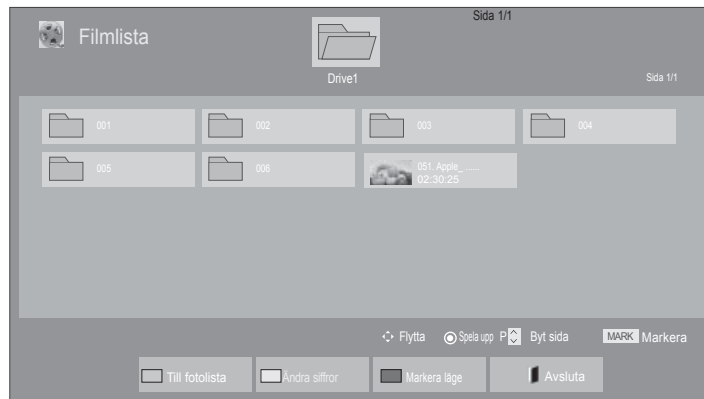 Sida 1/1
Filmlista
Drive1
Sida 1/1
001
002
003
004
005
006
051. Apple_ ......
02:30:25
Flytta
Spela upp
P
Byt sida
MARK Markera
Till fotolista
Ändra siffror
Markera läge
Avsluta